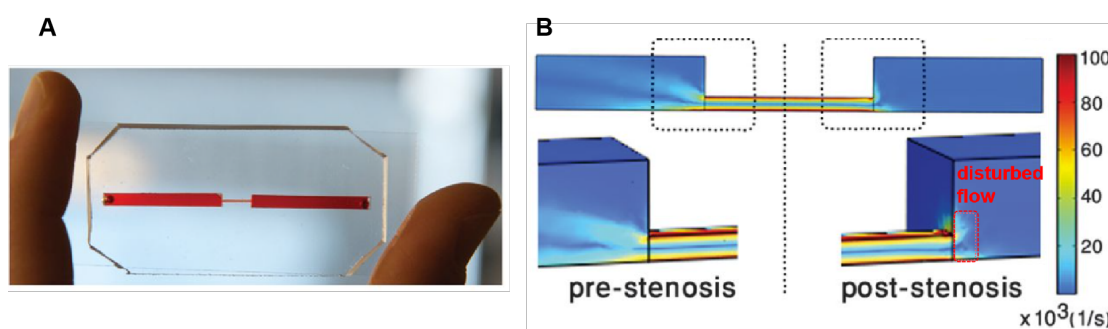 A
B
disturbed
flow
100
80
60
40
20
pre-stenosis
post-stenosis
x10³(1/s)